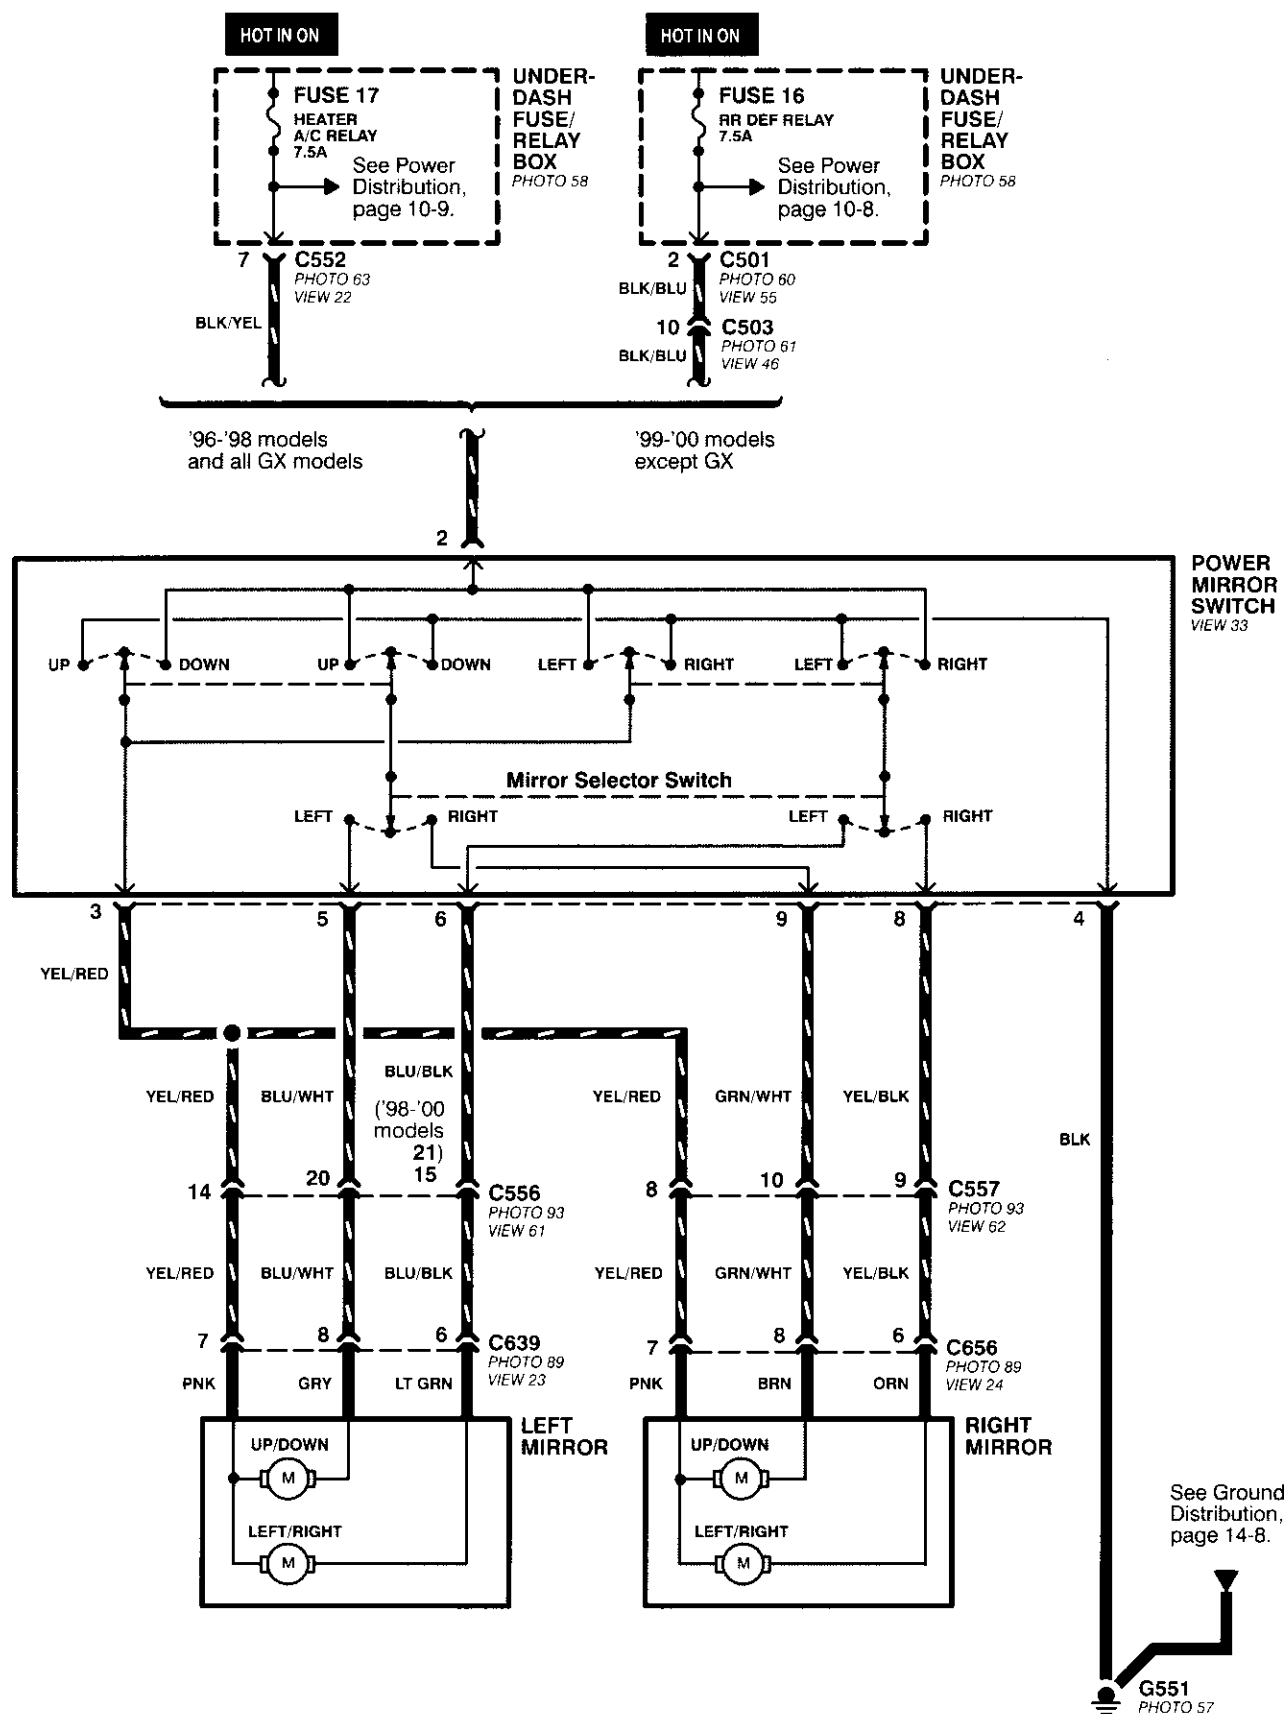 HOT IN ON
HOT IN ON
FUSE 17
HEATER
A/C RELAY
7.5A
See Power
Distribution,
page 10-9.
UNDER-
DASH
FUSE/
RELAY
BOX
PHOTO 58
FUSE 16
RR DEF RELAY
7.5A
See Power
Distribution,
page 10-8.
UNDER-
DASH
FUSE/
RELAY
BOX
PHOTO 58
7
C552
PHOTO 63
VIEW 22
BLK/YEL
2
C501
PHOTO 60
VIEW 55
BLK/BLU
10
C503
PHOTO 61
VIEW 46
BLK/BLU
'96-'98 models
and all GX models
'99-'00 models
except GX
2
POWER
MIRROR
SWITCH
VIEW 33
UP DOWN UP DOWN LEFT RIGHT LEFT RIGHT
Mirror Selector Switch
LEFT RIGHT LEFT RIGHT
3 5 6 9 8 4
YEL/RED
YEL/RED BLU/WHT BLU/BLK YEL/RED GRN/WHT YEL/BLK
('98-'00
models
21)
15
BLK
14 20
C556
PHOTO 93
VIEW 61
8 10 9
C557
PHOTO 93
VIEW 62
YEL/RED BLU/WHT BLU/BLK YEL/RED GRN/WHT YEL/BLK
7 8 6
C639
PHOTO 89
VIEW 23
7 8 6
C656
PHOTO 89
VIEW 24
PNK GRY LT GRN PNK BRN ORN
LEFT
MIRROR
UP/DOWN
M
LEFT/RIGHT
M
RIGHT
MIRROR
UP/DOWN
M
LEFT/RIGHT
M
See Ground
Distribution,
page 14-8.
G551
PHOTO 57